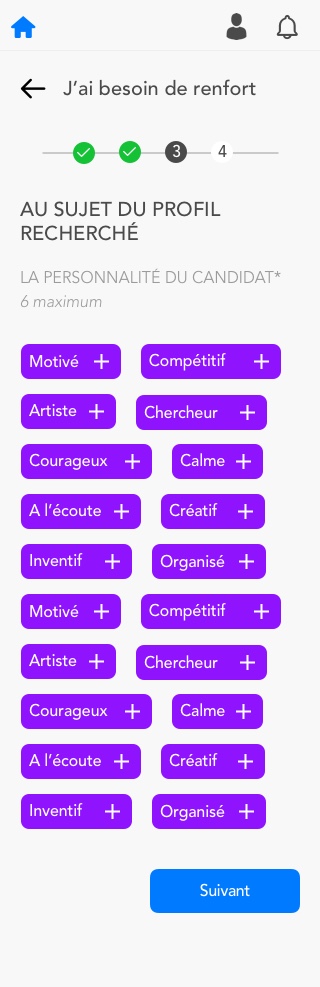 J'ai besoin de renfort
3 4
AU SUJET DU PROFIL
RECHERCHÉ
LA PERSONNALITÉ DU CANDIDAT*
6 maximum
Motivé + Compétitif +
Artiste + Chercheur +
Courageux + Calme +
A l'écoute + Créatif +
Inventif + Organisé +
Motivé + Compétitif +
Artiste + Chercheur +
Courageux + Calme +
A l'écoute + Créatif +
Inventif + Organisé +
Suivant